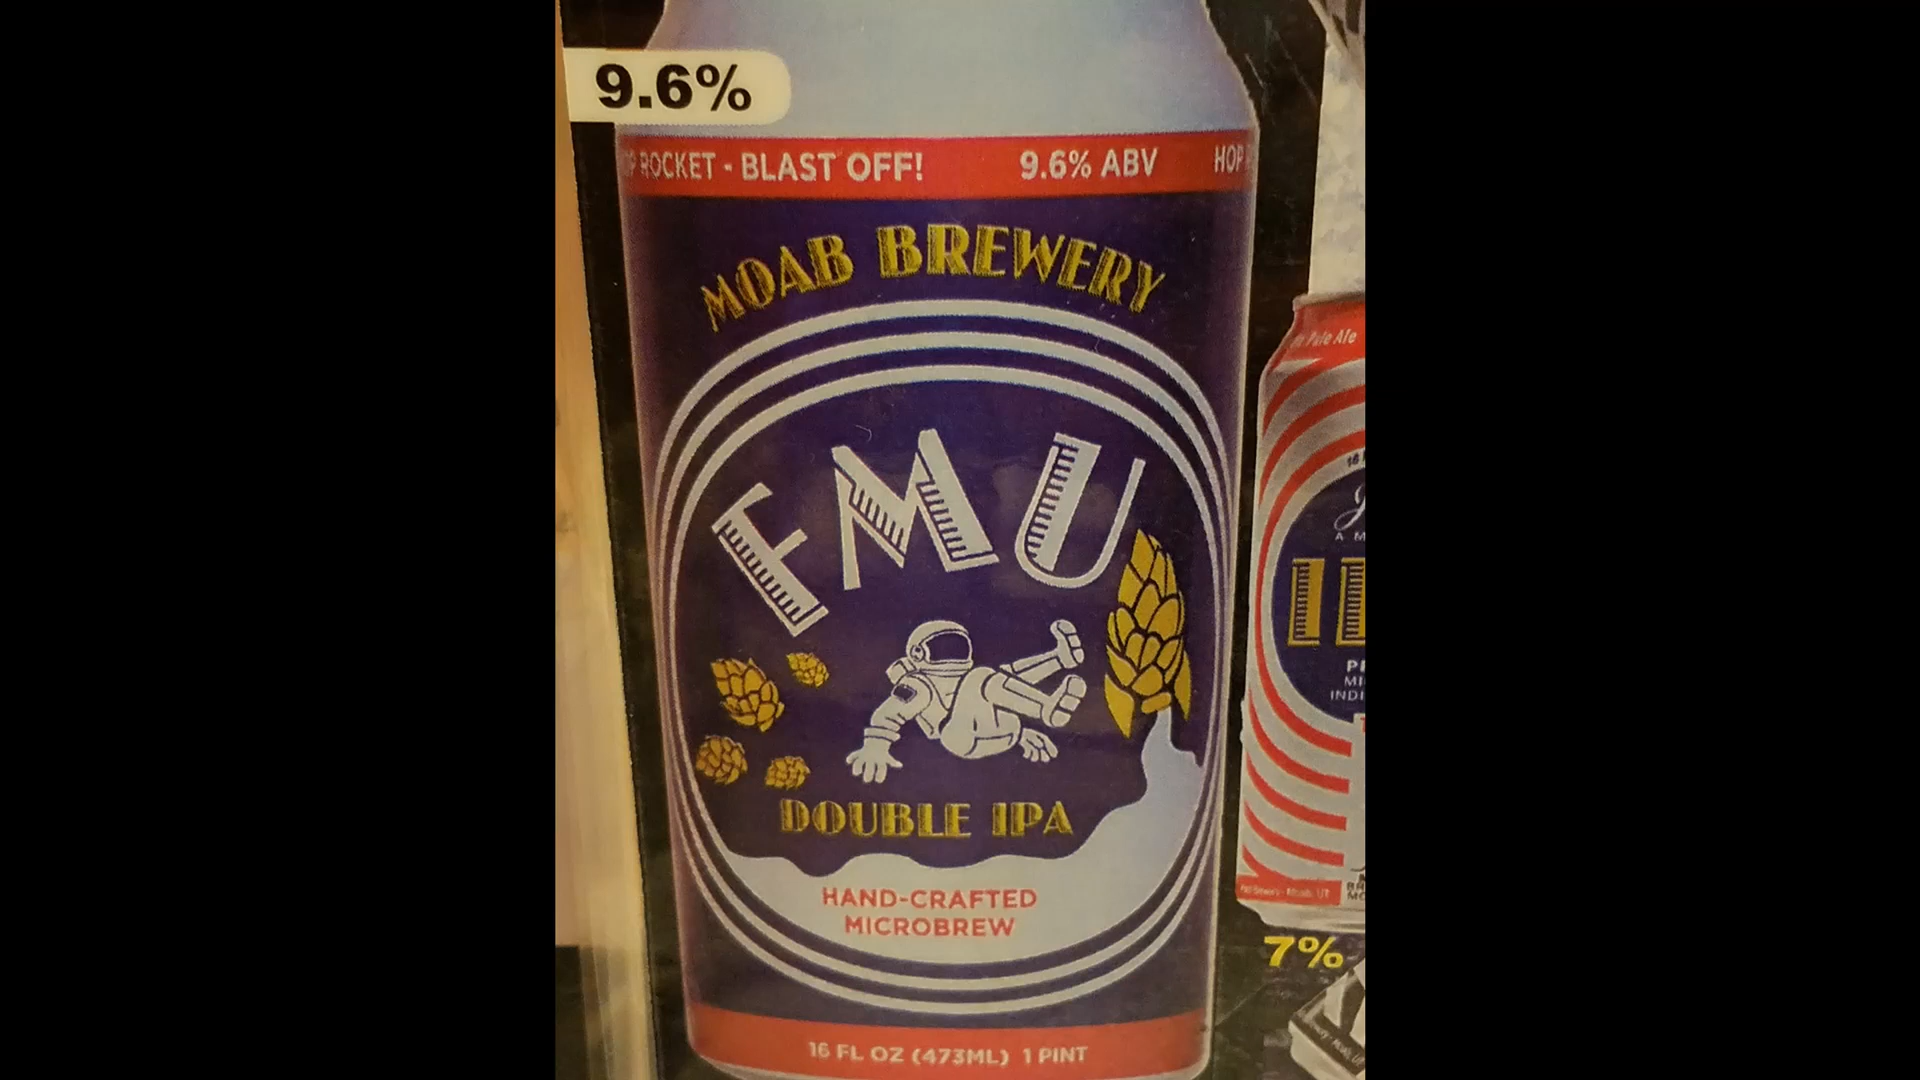 9.6%
ROCKET - BLAST OFF! 9.6% ABV HOP
MOAB BREWERY
FMU
DOUBLE IPA
HAND-CRAFTED
MICROBREW
16 FL OZ (473ML) 1 PINT
Pale Ale
7%